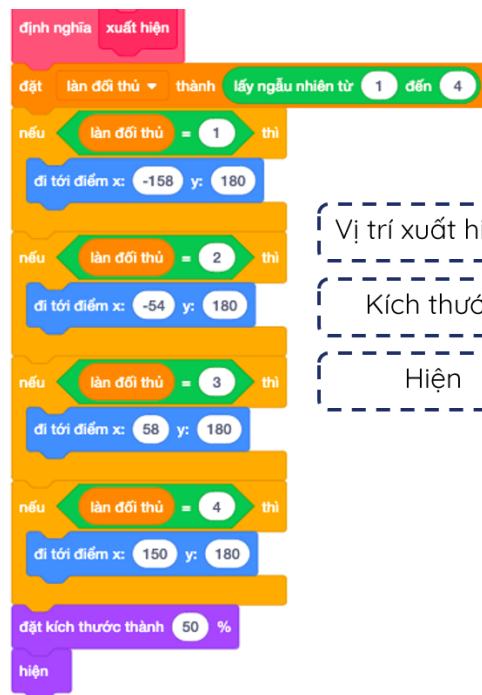 định nghĩa xuất hiện
đặt làn đối thủ thành lấy ngẫu nhiên từ 1 đến 4
nếu làn đối thủ = 1 thì
đi tới điểm x: -158 y: 180
nếu làn đối thủ = 2 thì
đi tới điểm x: -54 y: 180
nếu làn đối thủ = 3 thì
đi tới điểm x: 58 y: 180
nếu làn đối thủ = 4 thì
đi tới điểm x: 150 y: 180
đặt kích thước thành 50 %
hiện
Vị trí xuất
Kích
Hiện